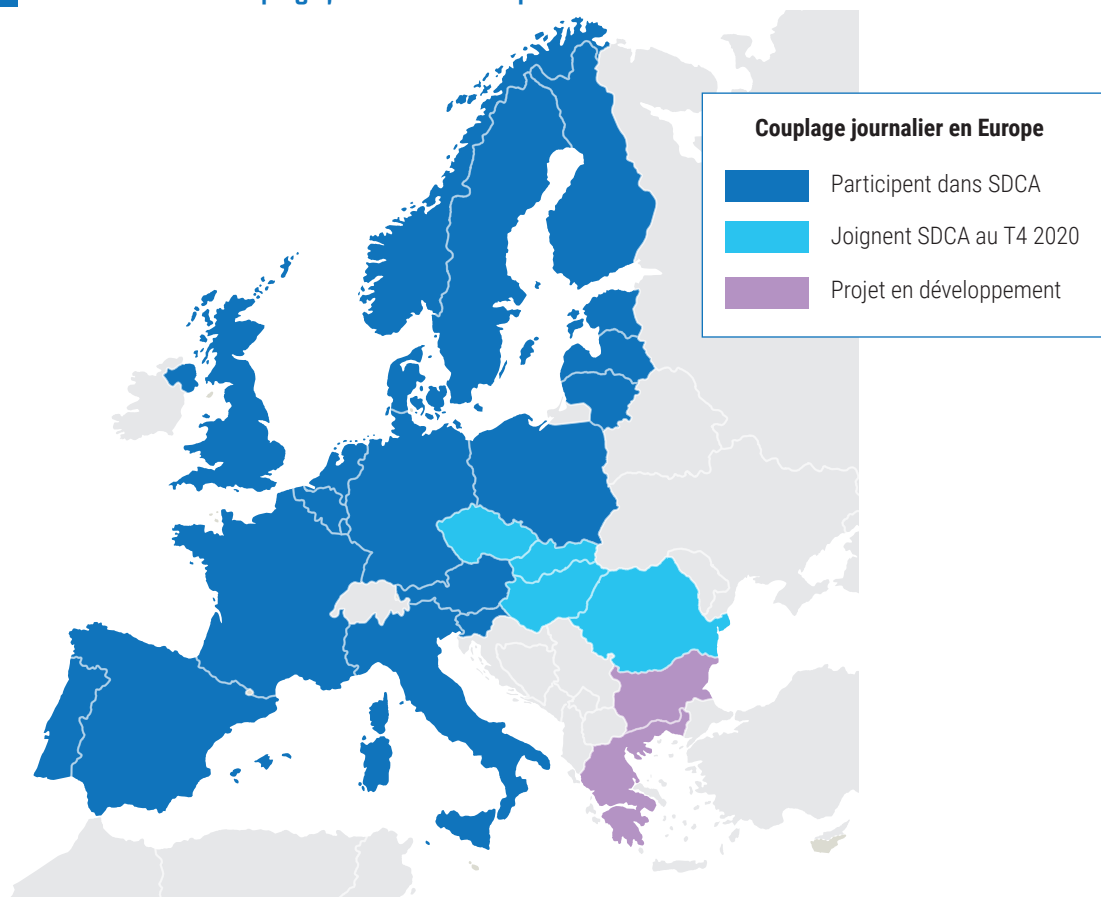 Couplage journalier en Europe
Participent dans SDCA
Joignent SDCA au T4 2020
Projet en développement